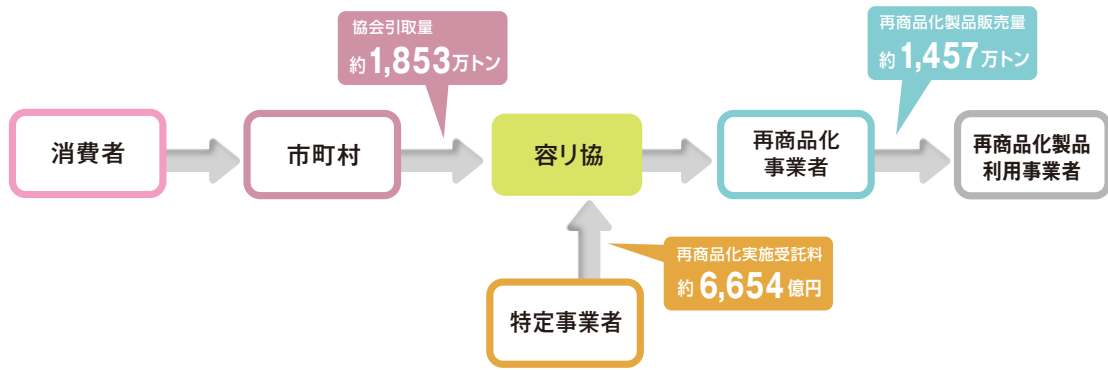 協会引取量
約1,853万トン
再商品化製品販売量
約1,457万トン
消費者
市町村
容リ協
再商品化
事業者
再商品化製品
利用事業者
再商品化実施受託料
約6,654億円
特定事業者